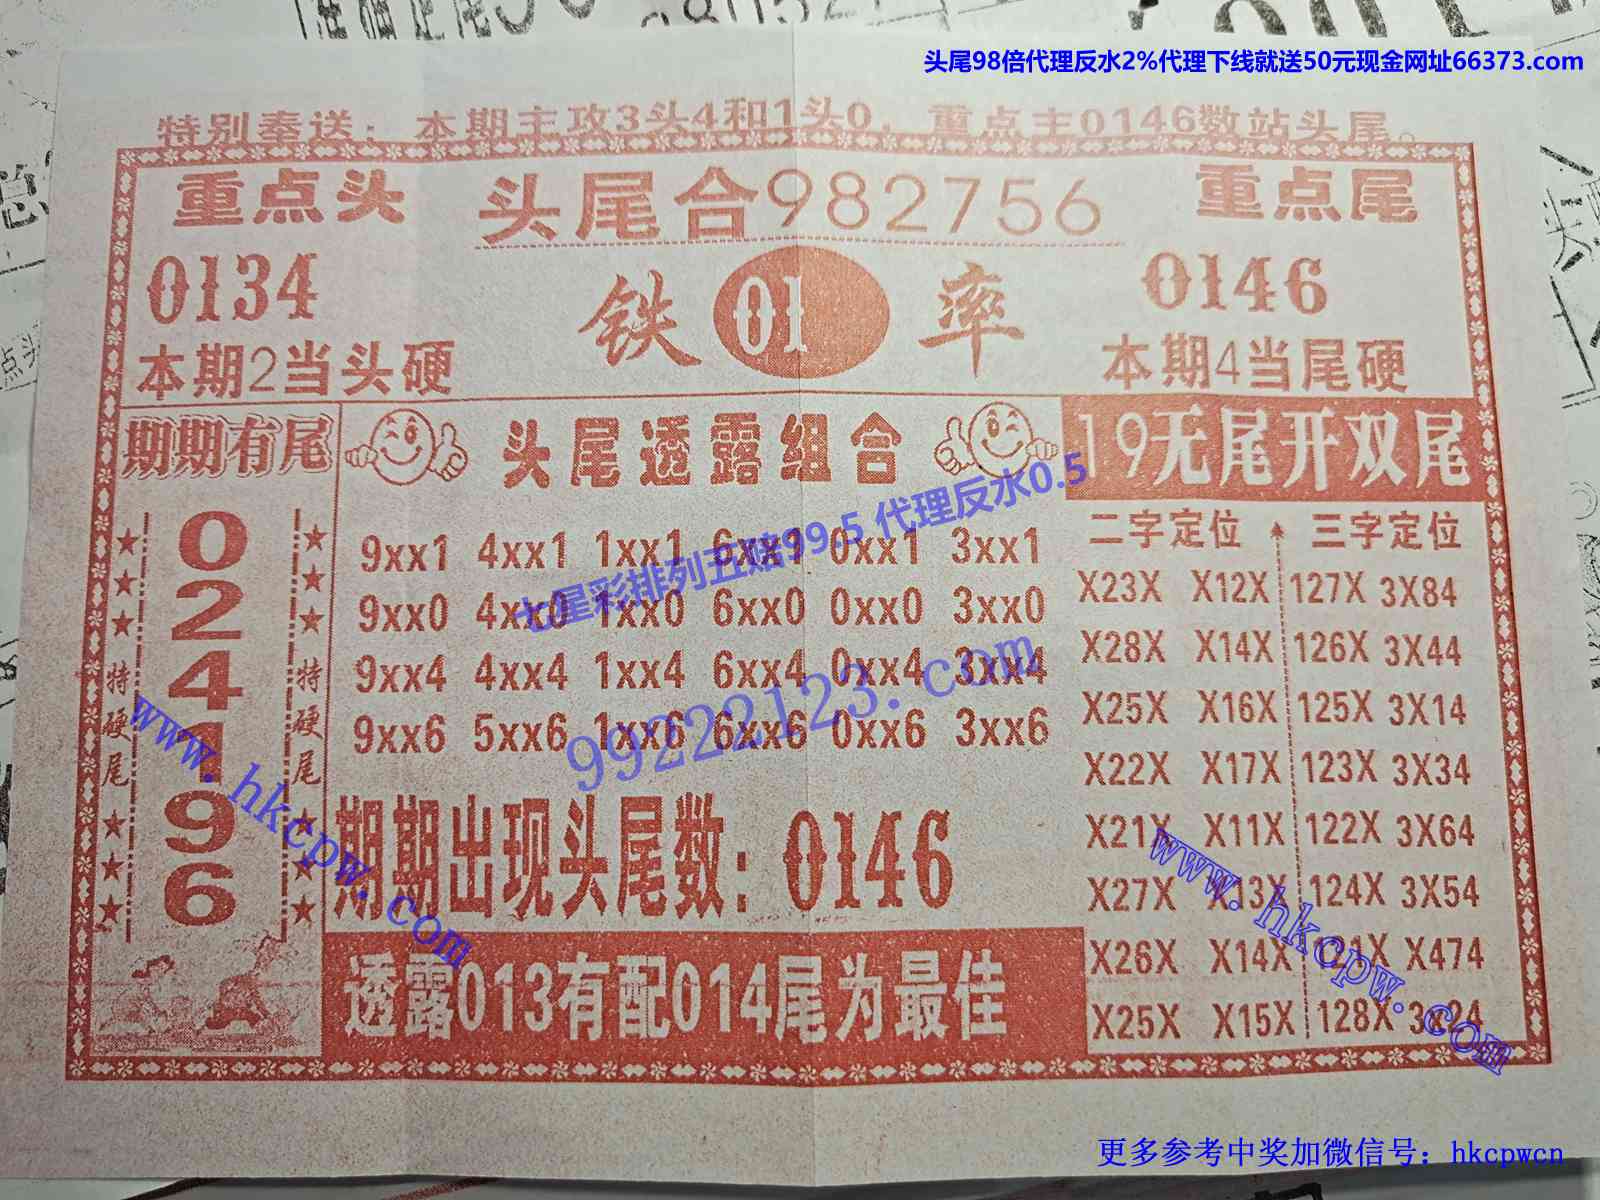 头尾98倍代理反水2%代理下线就送50元现金网址66373.com
特别奉送：本期主攻3头4和1头0，重点主0146数站头尾。
重点头 头尾合982756 重点尾
0134 铁 01 率 0146
本期2当头硬 本期4当尾硬
期期有尾 头尾透露组合 19无尾开双尾
七星彩排列五赔99.5 代理反水0.5
0
2
4
1
9
6
特硬尾 特硬尾
9xx1 4xx1 1xx1 6xx1 0xx1 3xx1
9xx0 4xx0 1xx0 6xx0 0xx0 3xx0
9xx4 4xx4 1xx4 6xx4 0xx4 3xx4
9xx6 5xx6 1xx6 6xx6 0xx6 3xx6
99222123.com
期期出现头尾数：0146
透露013有配014尾为最佳
二字定位 三字定位
X23X X12X 127X 3X84
X28X X14X 126X 3X44
X25X X16X 125X 3X14
X22X X17X 123X 3X34
X21X X11X 122X 3X64
X27X X13X 124X 3X54
X26X X14X 121X X474
X25X X15X 128X 3x24
www.hkcpw.com
www.hkcpw.com
更多参考中奖加微信号：hkcpwcn